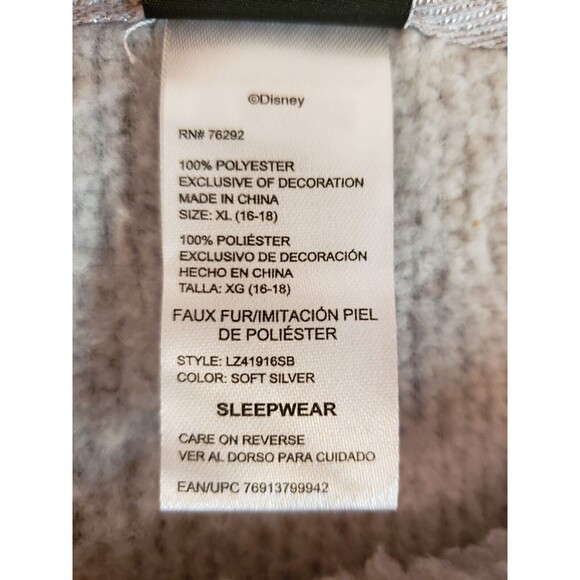 ©Disney
RN# 76292
100% POLYESTER
EXCLUSIVE OF DECORATION
MADE IN CHINA
SIZE: XL (16-18)
100% POLIÉSTER
EXCLUSIVO DE DECORACIÓN
HECHO EN CHINA
TALLA: XG (16-18)
FAUX FUR/IMITACIÓN PIEL
DE POLIÉSTER
STYLE: LZ41916SB
COLOR: SOFT SILVER
SLEEPWEAR
CARE ON REVERSE
VER AL DORSO PARA CUIDADO
EAN/UPC 76913799942